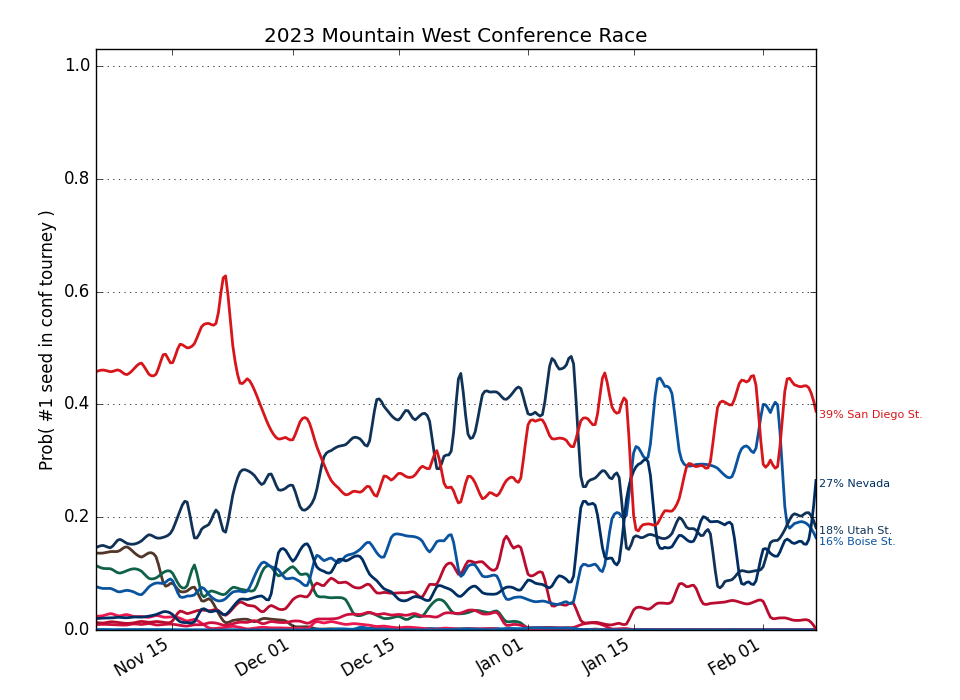 2023 Mountain West Conference Race
Prob( #1 seed in conf tourney )
1.0
0.8
0.6
0.4
0.2
0.0
39% San Diego St.
27% Nevada
18% Utah St.
16% Boise St.
Nov 15
Dec 01
Dec 15
Jan 01
Jan 15
Feb 01